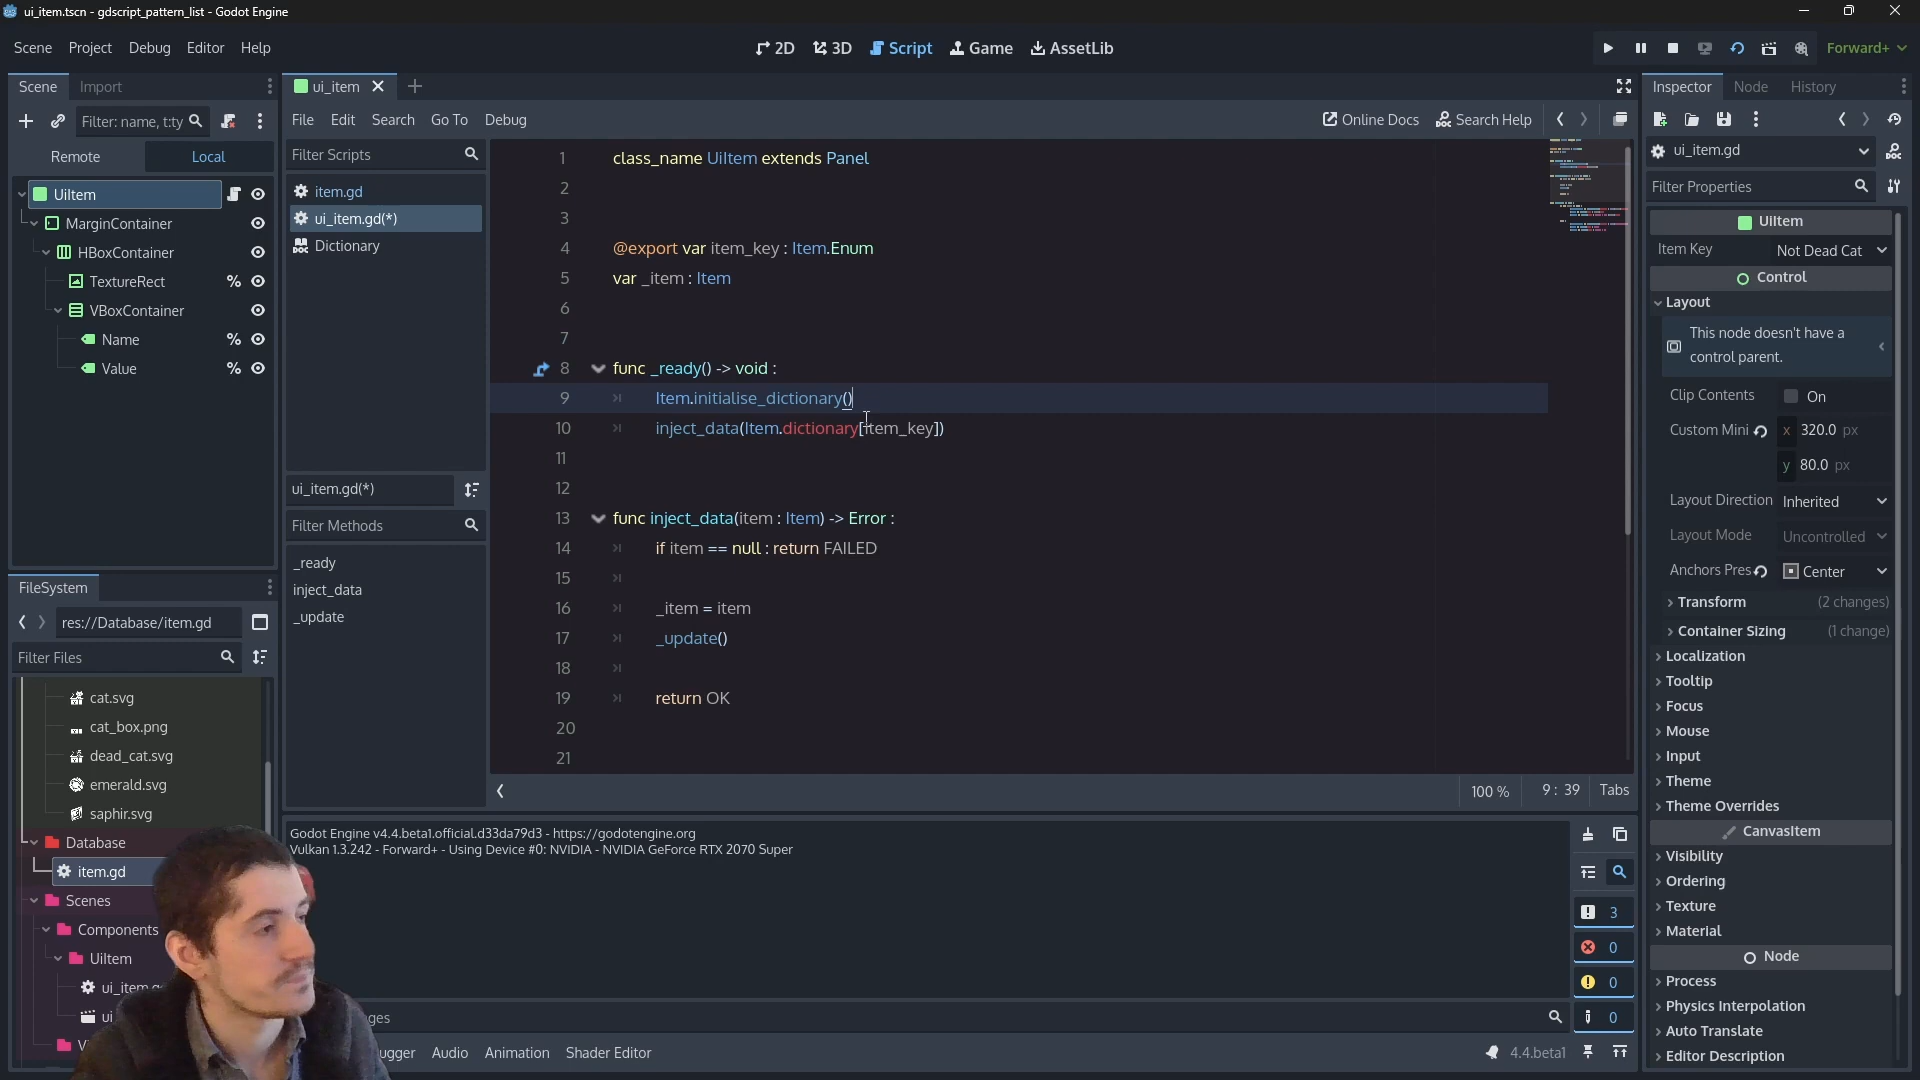 ui_item.tscn - gdscript_pattern_list - Godot Engine
Scene Project Debug Editor Help
2D 3D Script Game AssetLib
Forward+
Scene Import
Filter: name, t:ty
Remote Local
UiItem
MarginContainer
HBoxContainer
TextureRect %
VBoxContainer
Name %
Value %
FileSystem
res://Database/item.gd
Filter Files
cat.svg
cat_box.png
dead_cat.svg
emerald.svg
saphir.svg
Database
item.gd
Scenes
Components
UiItem
ui_item.g
ui
ui_item
File Edit Search Go To Debug
Online Docs Search Help
Filter Scripts
item.gd
ui_item.gd(*)
Dictionary
ui_item.gd(*)
Filter Methods
_ready
inject_data
_update
1 class_name UiItem extends Panel
2
3
4 @export var item_key : Item.Enum
5 var _item : Item
6
7
8 func _ready() -> void :
9 Item.initialise_dictionary()
10 inject_data(Item.dictionary[item_key])
11
12
13 func inject_data(item : Item) -> Error :
14 if item == null : return FAILED
15
16 _item = item
17 _update()
18
19 return OK
20
21
100 % 9 : 39 Tabs
Godot Engine v4.4.beta1.official.d33da79d3 - https://godotengine.org
Vulkan 1.3.242 - Forward+ - Using Device #0: NVIDIA - NVIDIA GeForce RTX 2070 Super
3
0
0
0
ges
ugger Audio Animation Shader Editor
4.4.beta1
Inspector Node History
ui_item.gd
Filter Properties
UiItem
Item Key Not Dead Cat
Control
Layout
This node doesn't have a
control parent.
Clip Contents On
Custom Mini x 320.0 px
y 80.0 px
Layout Direction Inherited
Layout Mode Uncontrolled
Anchors Pres Center
Transform (2 changes)
Container Sizing (1 change)
Localization
Tooltip
Focus
Mouse
Input
Theme
Theme Overrides
CanvasItem
Visibility
Ordering
Texture
Material
Node
Process
Physics Interpolation
Auto Translate
Editor Description